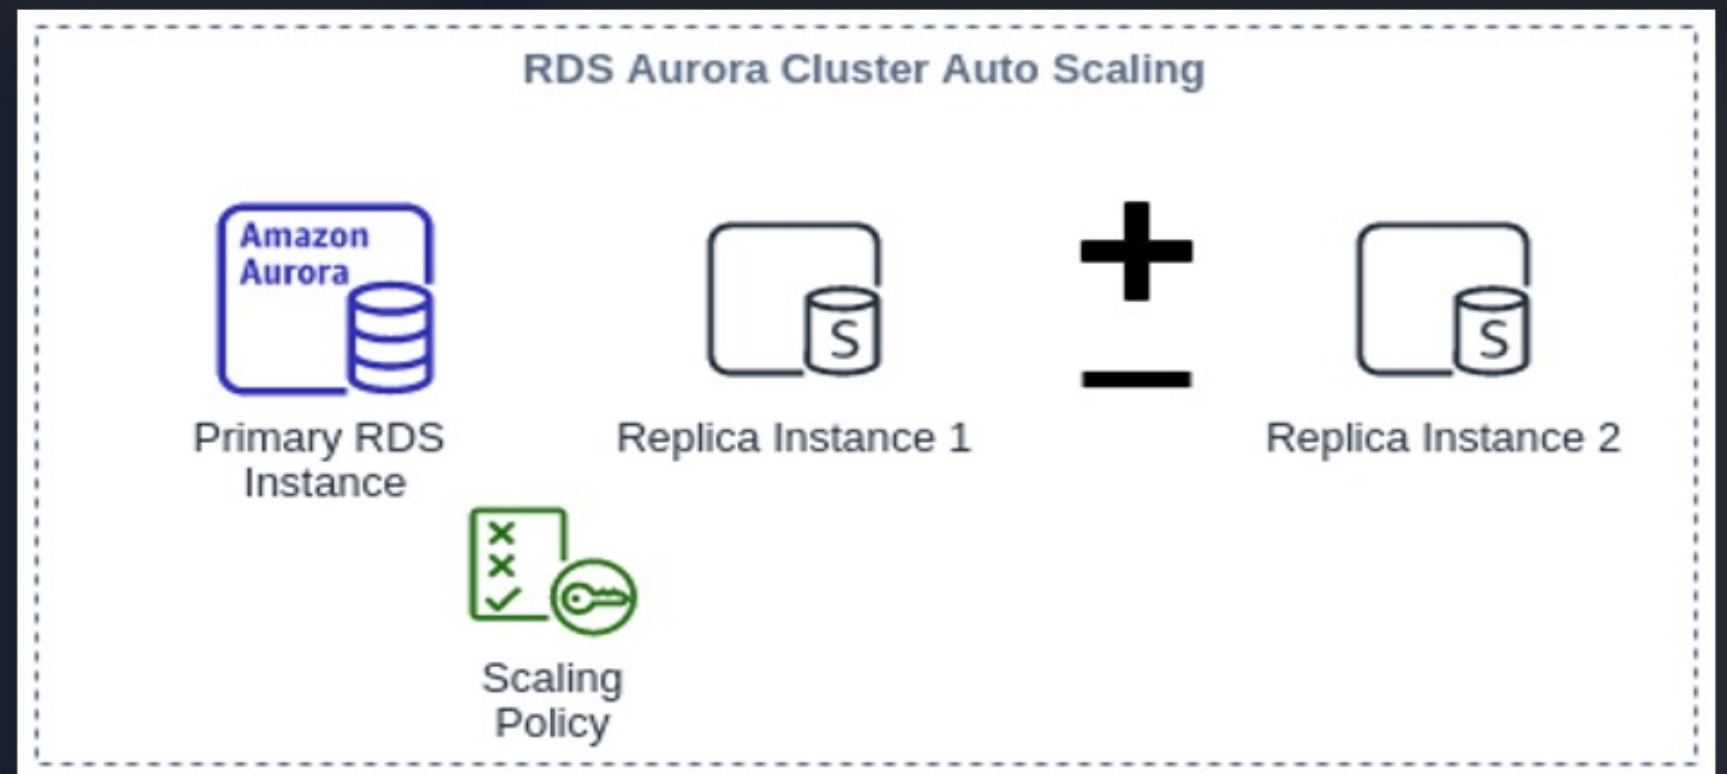 RDS Aurora Cluster Auto Scaling
Amazon
Aurora
S
S
Primary RDS
Instance
Replica Instance 1
Replica Instance 2
Scaling
Policy